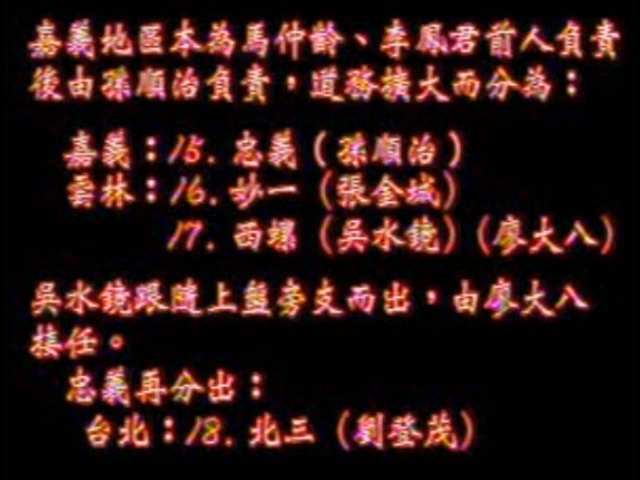 嘉義地區本為馬仲齡、李鳳君前人負責
後由孫順治負責，道務擴大而分為：
嘉義：15. 忠義（孫順治）
雲林：16. 妙一（張金城）
17. 西螺（吳水鏡）（廖大八）
吳水鏡跟隨上盤旁支而出，由廖大八
接任。
忠義再分出：
台北：18. 北三（劉登茂）